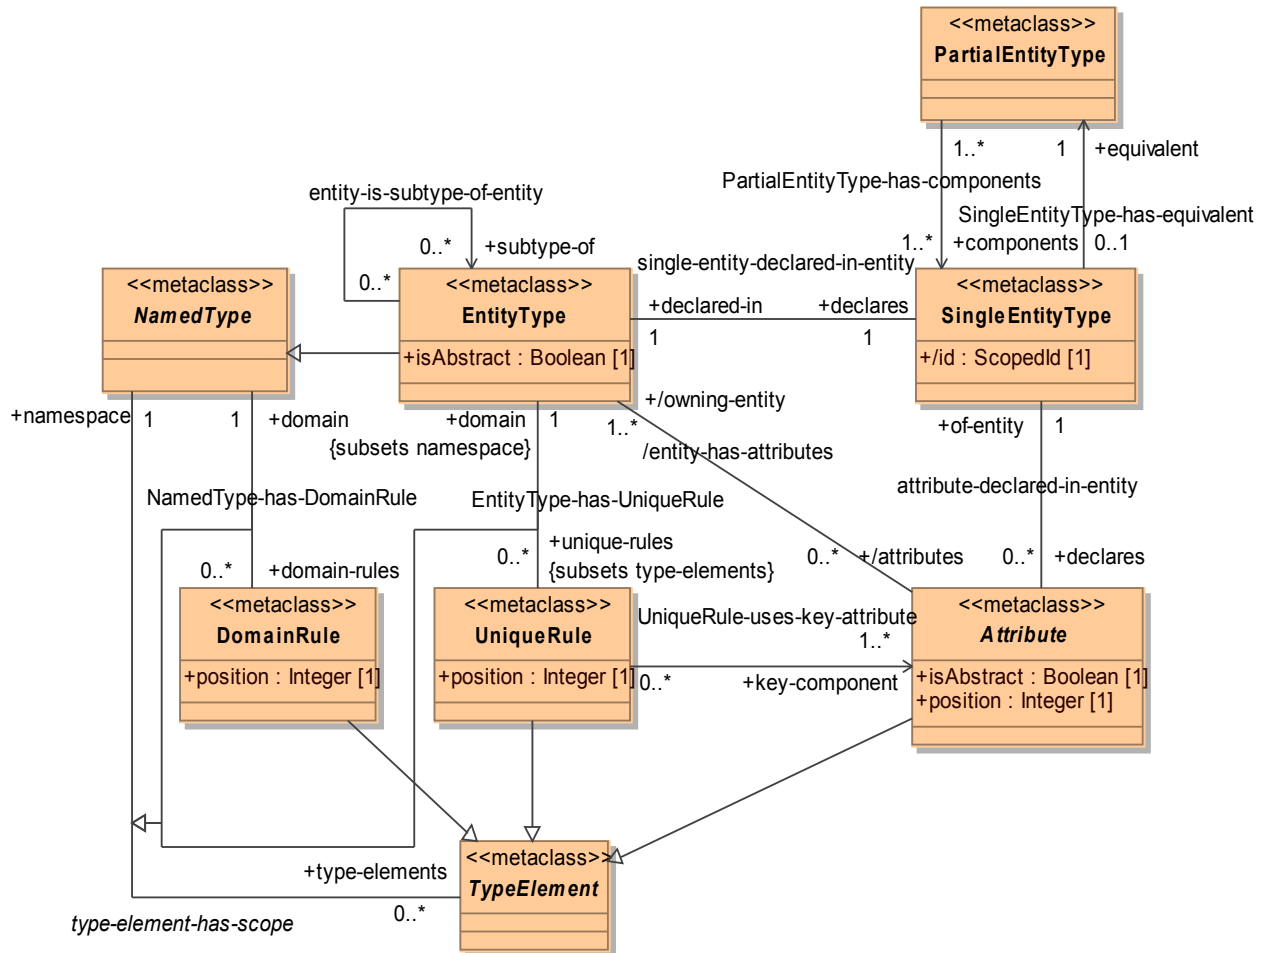 <<metaclass>>
PartialEntityType
1..*
1
+equivalent
PartialEntityType-has-components
entity-is-subtype-of-entity
SingleEntityType-has-equivalent
0..*
+subtype-of
1..*
+components
0..1
single-entity-declared-in-entity
0..*
<<metaclass>>
NamedType
<<metaclass>>
EntityType
+isAbstract : Boolean [1]
+declared-in
1
+declares
1
<<metaclass>>
SingleEntityType
+/id : ScopedId [1]
+namespace
1
1
+domain
+domain
{subsets namespace}
1
+/owning-entity
1..*
/entity-has-attributes
+of-entity
1
NamedType-has-DomainRule
EntityType-has-UniqueRule
attribute-declared-in-entity
0..*
+domain-rules
0..*
+unique-rules
{subsets type-elements}
0..*
+/attributes
0..*
+declares
<<metaclass>>
DomainRule
+position : Integer [1]
<<metaclass>>
UniqueRule
+position : Integer [1]
UniqueRule-uses-key-attribute
1..*
0..*
+key-component
<<metaclass>>
Attribute
+isAbstract : Boolean [1]
+position : Integer [1]
<<metaclass>>
TypeElement
+type-elements
0..*
type-element-has-scope